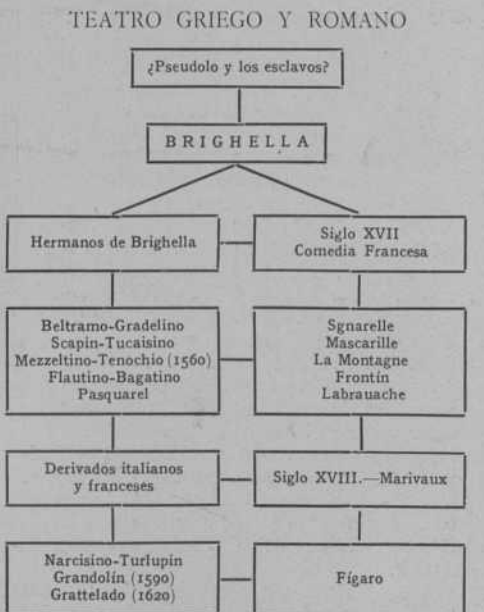 TEATRO GRIEGO Y ROMANO
¿Pseudolo y los esclavos?
BRIGHELLA
Hermanos de Brighella
Siglo XVII
Comedia Francesa
Beltramo-Gradelino
Scapin-Tucaisino
Mezzeltino-Tenochio (1560)
Flautino-Bagatino
Pasquarel
Sgnarelle
Mascarille
La Montagne
Frontín
Labrauache
Derivados italianos
y franceses
Siglo XVIII.—Marivaux
Narcisino-Turlupin
Grandolín (1590)
Grattelado (1620)
Fígaro